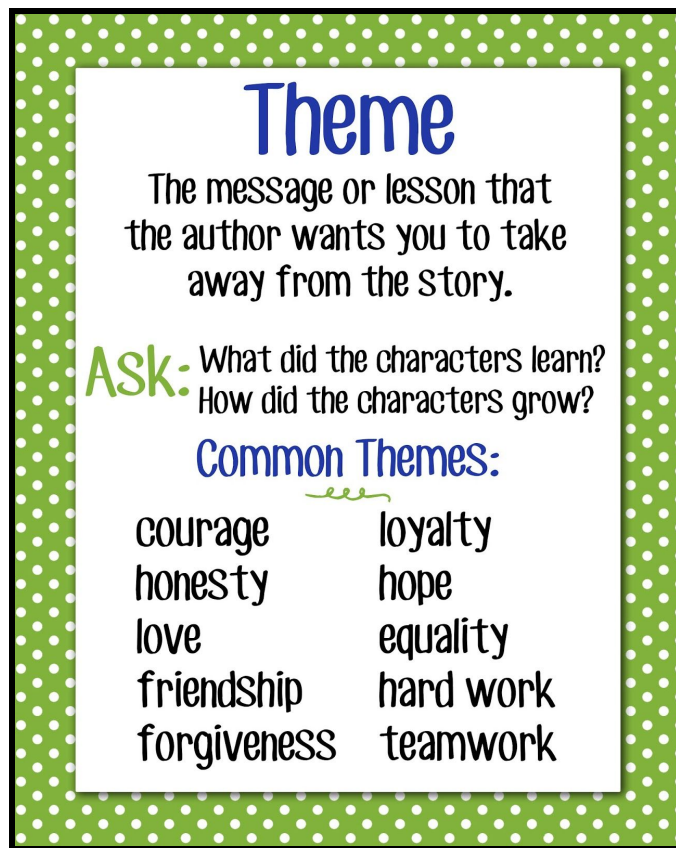 Theme
The message or lesson that
the author wants you to take
away from the story.
Ask: What did the characters learn?
How did the characters grow?
Common Themes:
courage loyalty
honesty hope
love equality
friendship hard work
forgiveness teamwork